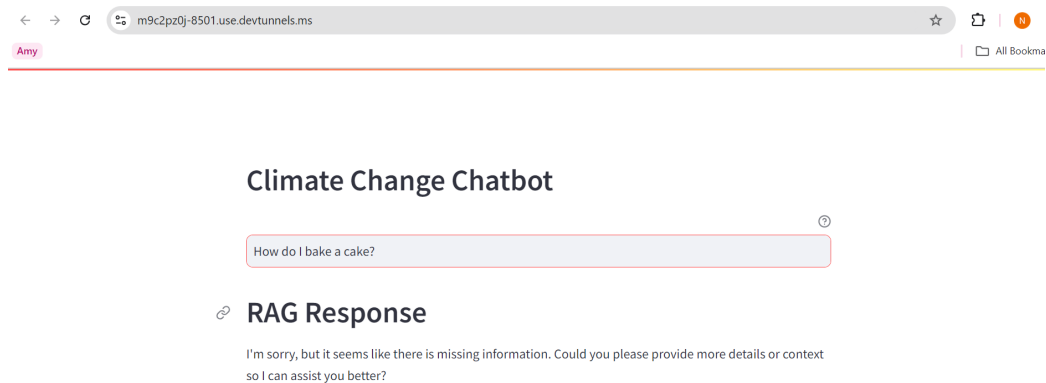 m9c2pz0j-8501.use.devtunnels.ms
N
Amy
All Bookma
Climate Change Chatbot
How do I bake a cake?
RAG Response
I'm sorry, but it seems like there is missing information. Could you please provide more details or context
so I can assist you better?